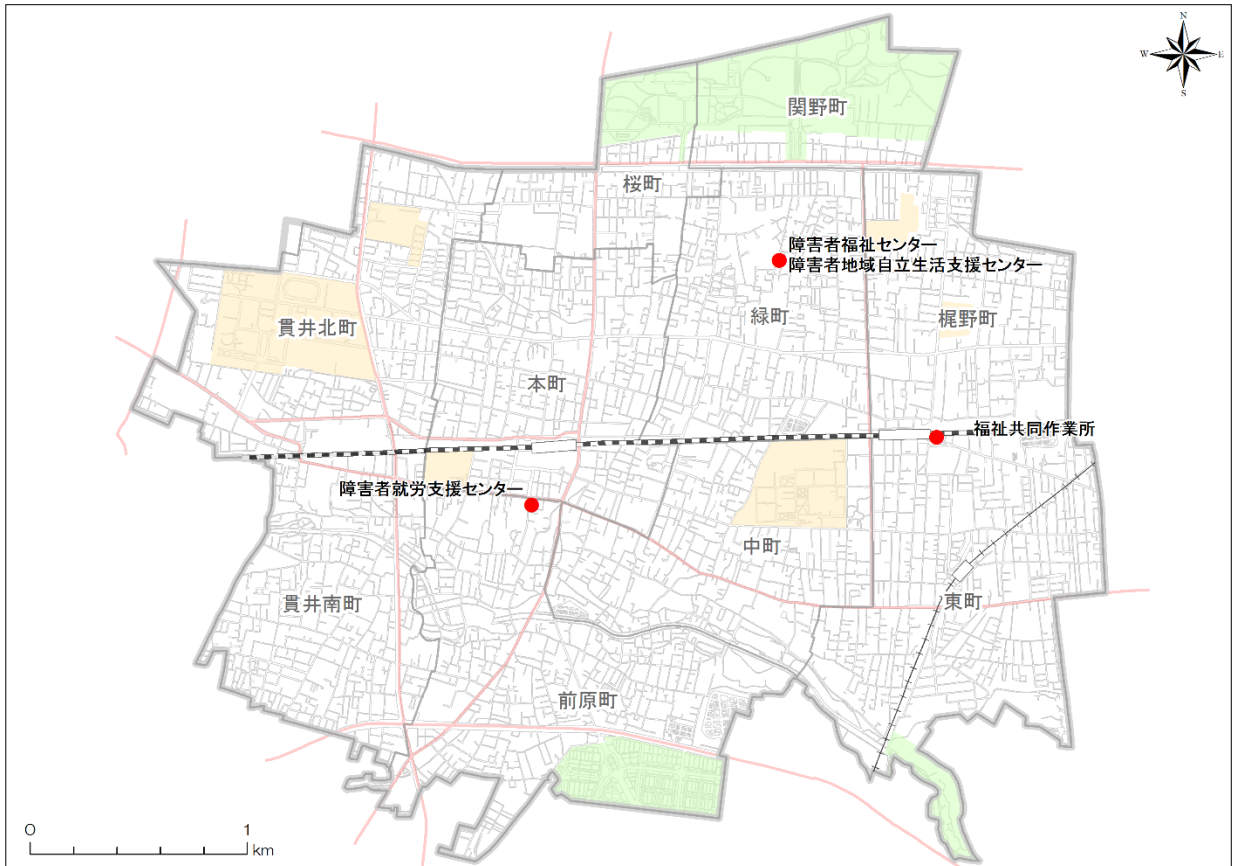 N
W
E
S
関野町
桜町
障害者福祉センター
障害者地域自立生活支援センター
緑町
梶野町
貫井北町
本町
福祉共同作業所
障害者就労支援センター
中町
貫井南町
東町
前原町
0
1
km